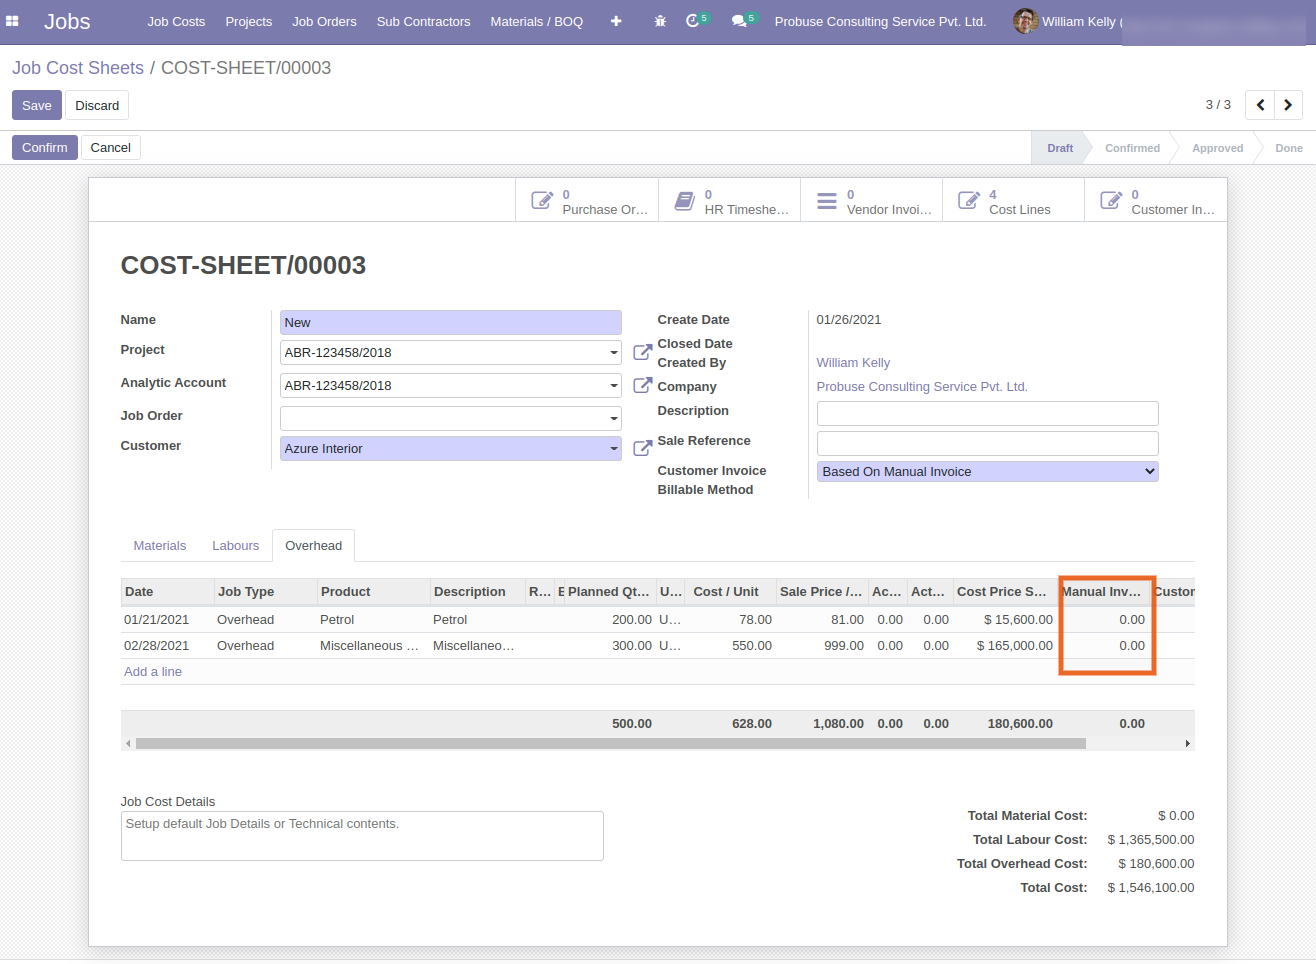 Jobs Job Costs Projects Job Orders Sub Contractors Materials / BOQ 5 5 Probuse Consulting Service Pvt. Ltd. William Kelly (
Job Cost Sheets / COST-SHEET/00003
Save Discard 3 / 3
Confirm Cancel Draft Confirmed Approved Done
0 Purchase Or...
0 HR Timeshe...
0 Vendor Invoi...
4 Cost Lines
0 Customer In...
COST-SHEET/00003
Name New
Project ABR-123458/2018
Analytic Account ABR-123458/2018
Job Order
Customer Azure Interior
Create Date 01/26/2021
Closed Date
Created By William Kelly
Company Probuse Consulting Service Pvt. Ltd.
Description
Sale Reference
Customer Invoice Based On Manual Invoice
Billable Method
Materials Labours Overhead
Date Job Type Product Description R... Planned Qt... U... Cost / Unit Sale Price /... Ac... Act... Cost Price S... Manual Inv... Custor
01/21/2021 Overhead Petrol Petrol 200.00 U... 78.00 81.00 0.00 0.00 $ 15,600.00 0.00
02/28/2021 Overhead Miscellaneous ... Miscellaneo... 300.00 U... 550.00 999.00 0.00 0.00 $ 165,000.00 0.00
Add a line
500.00 628.00 1,080.00 0.00 0.00 180,600.00 0.00
Job Cost Details
Setup default Job Details or Technical contents.
Total Material Cost: $ 0.00
Total Labour Cost: $ 1,365,500.00
Total Overhead Cost: $ 180,600.00
Total Cost: $ 1,546,100.00